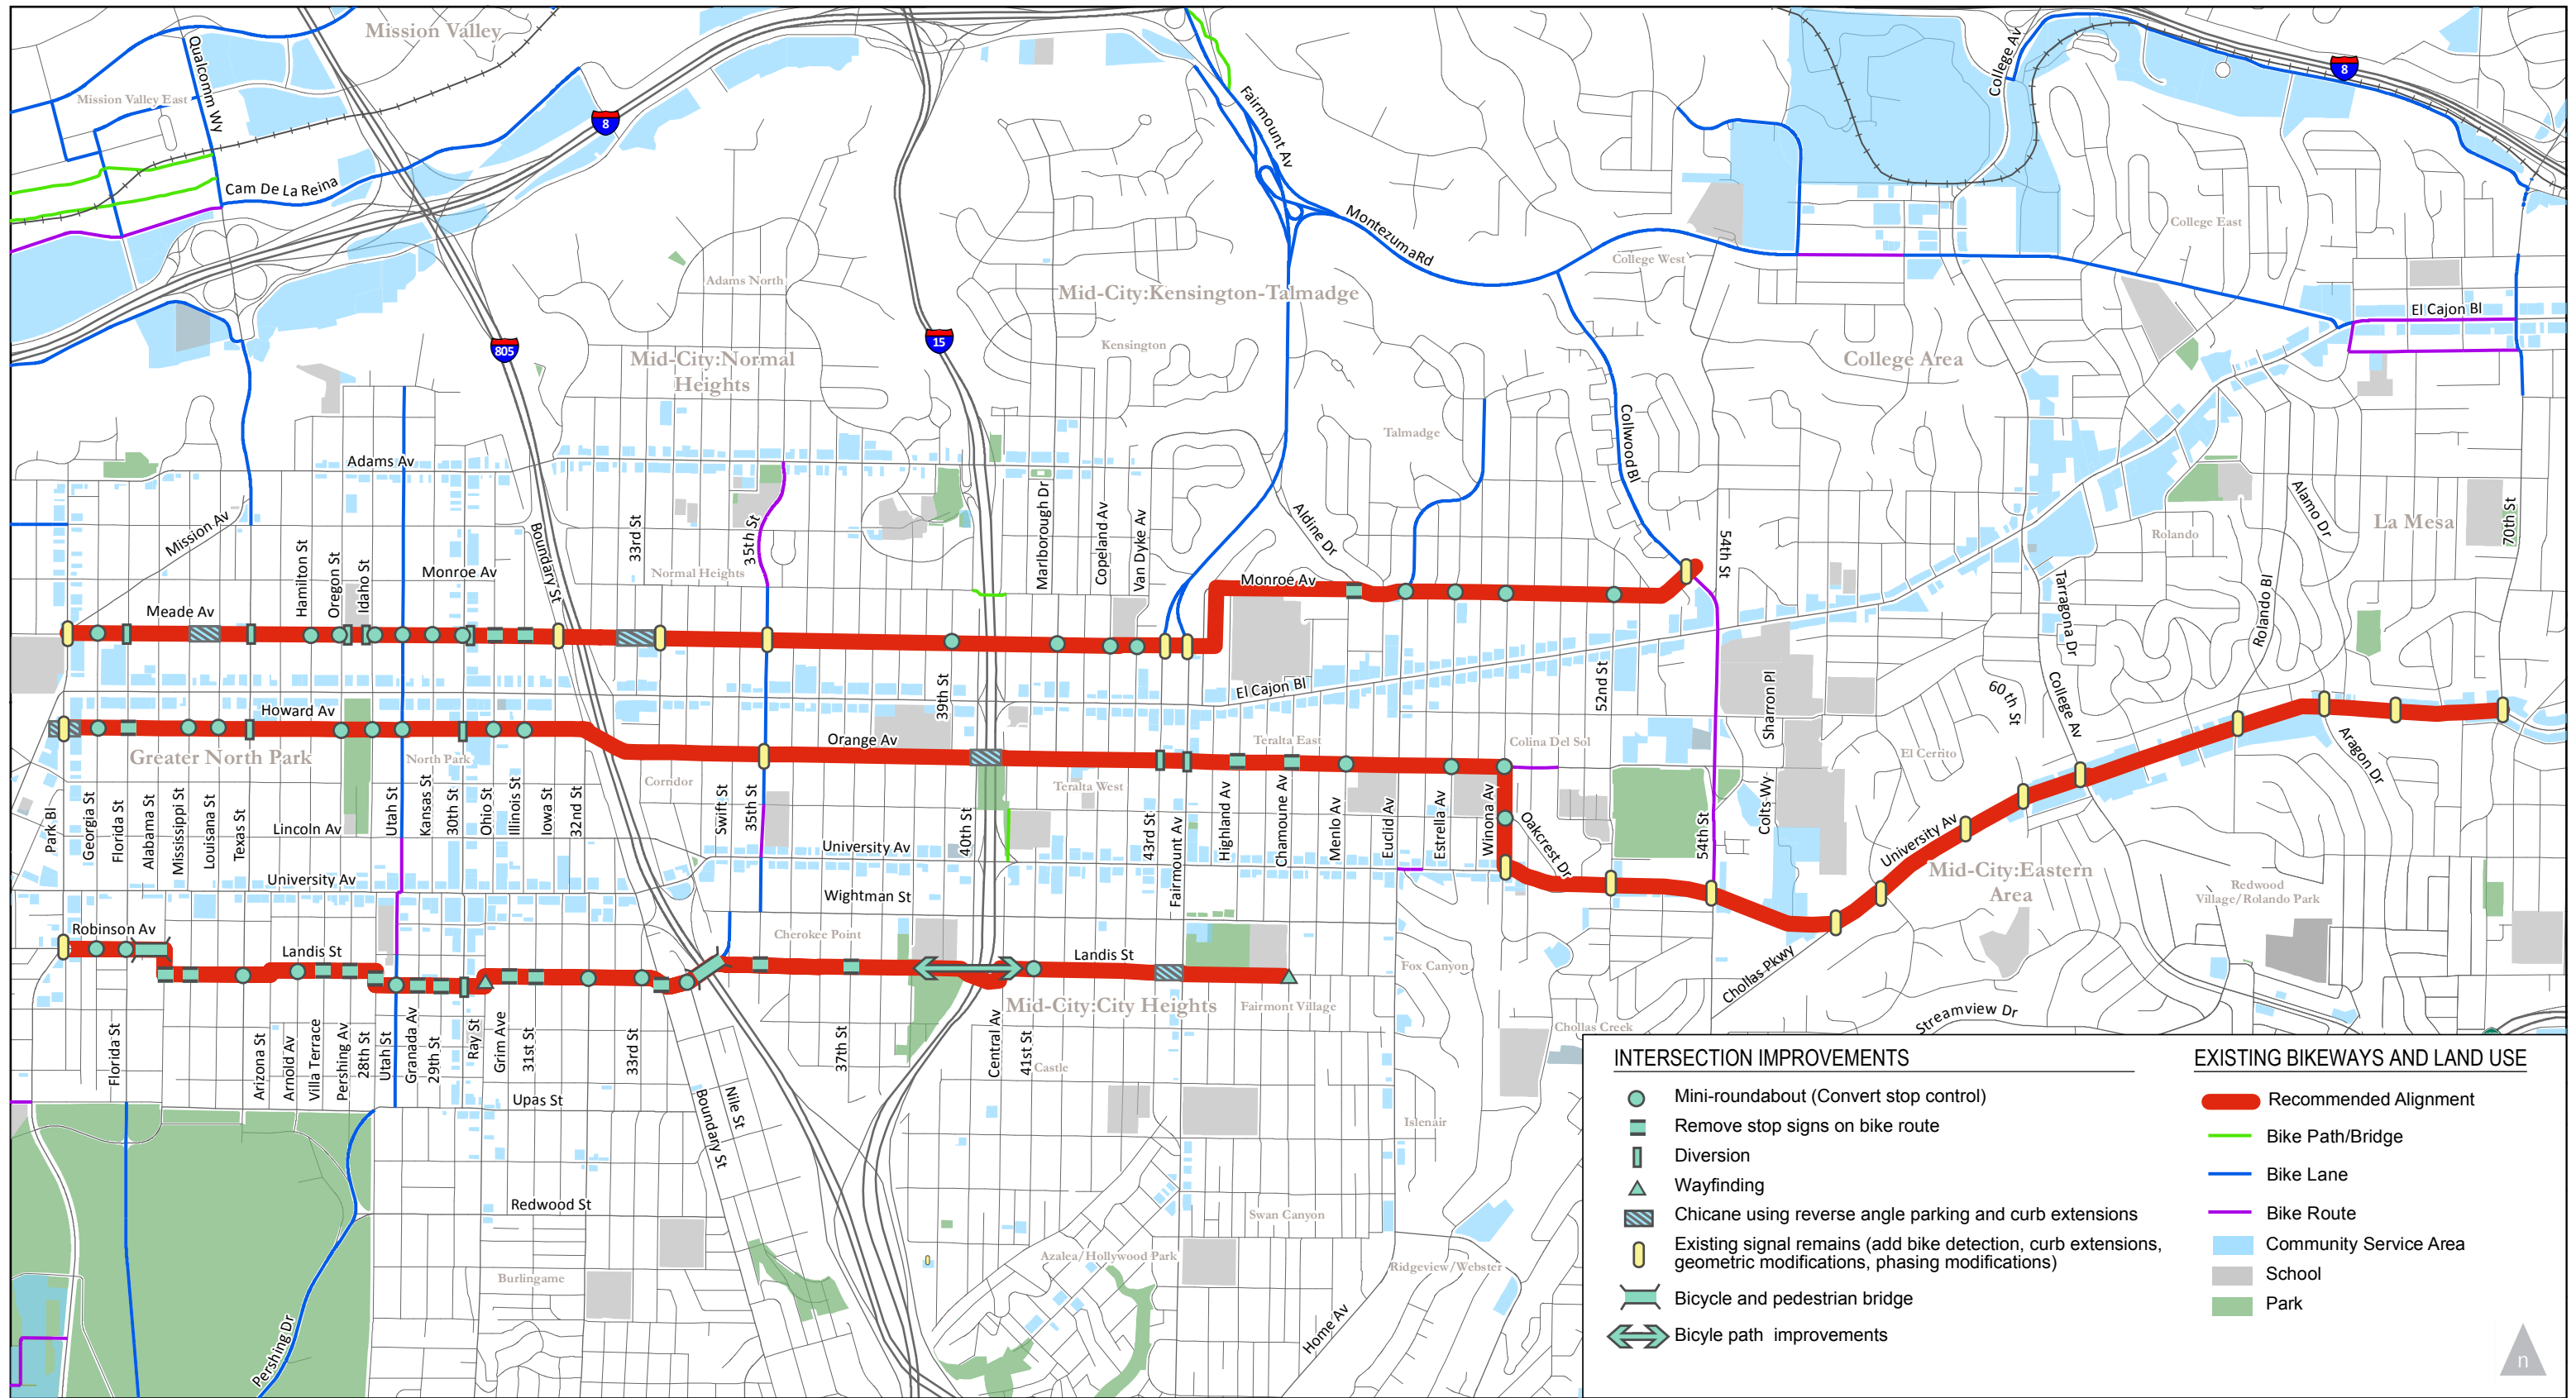 Mission Valley
Qualcomm Wy
College Av
8
Mission Valley East
Fairmount Av
8
Cam De La Reina
Montezuma Rd
College East
College West
Adams North
Mid-City:Kensington-Talmadge
El Cajon Bl
15
Kensington
805
Mid-City:Normal
Heights
College Area
Collwood Bl
Talmadge
Adams Av
Marlborough Dr
Copeland Av
Van Dyke Av
Aldine Dr
Alamo Dr
La Mesa
70th St
Mission Av
Boundary St
33rd St
35th St
54th St
Rolando
Hamilton St
Oregon St
Idaho St
Monroe Av
Normal Heights
Monroe Av
Tarragona Dr
Rolando Bl
Meade Av
39th St
El Cajon Bl
52nd St
Sharron Pl
60 th St
College Av
Howard Av
Orange Av
Teralta East
Colina Del Sol
El Cerrito
Aragon Dr
Greater North Park
North Park
Corridor
Teralta West
Park Bl
Georgia St
Florida St
Alabama St
Mississippi St
Louisiana St
Texas St
Lincoln Av
Utah St
Kansas St
30th St
Ohio St
Illinois St
Iowa St
32nd St
Swift St
35th St
University Av
40th St
43rd St
Fairmount Av
Highland Av
Chamoune Av
Menlo Av
Euclid Av
Estrella Av
Winona Av
Oakcrest Dr
54th St
Colts Wy
University Av
University Av
Wightman St
Mid-City:Eastern
Area
Redwood
Village/Rolando Park
Robinson Av
Landis St
Cherokee Point
Landis St
Fox Canyon
Chollas Pkwy
Mid-City:City Heights
Fairmont Village
Streamview Dr
Chollas Creek
Florida St
Arizona St
Arnold Av
Villa Terrace
Pershing Av
28th St
Utah St
Granada Av
29th St
Ray St
Grim Ave
31st St
33rd St
37th St
Central Av
41st St
Castle
Upas St
Boundary St
Nile St
Islenair
Redwood St
Swan Canyon
Azalea/Hollywood Park
Ridgeview/Webster
Burlingame
Pershing Dr
Home Av
INTERSECTION IMPROVEMENTS
Mini-roundabout (Convert stop control)
Remove stop signs on bike route
Diversion
Wayfinding
Chicane using reverse angle parking and curb extensions
Existing signal remains (add bike detection, curb extensions,
geometric modifications, phasing modifications)
Bicycle and pedestrian bridge
Bicyle path improvements
EXISTING BIKEWAYS AND LAND USE
Recommended Alignment
Bike Path/Bridge
Bike Lane
Bike Route
Community Service Area
School
Park
n